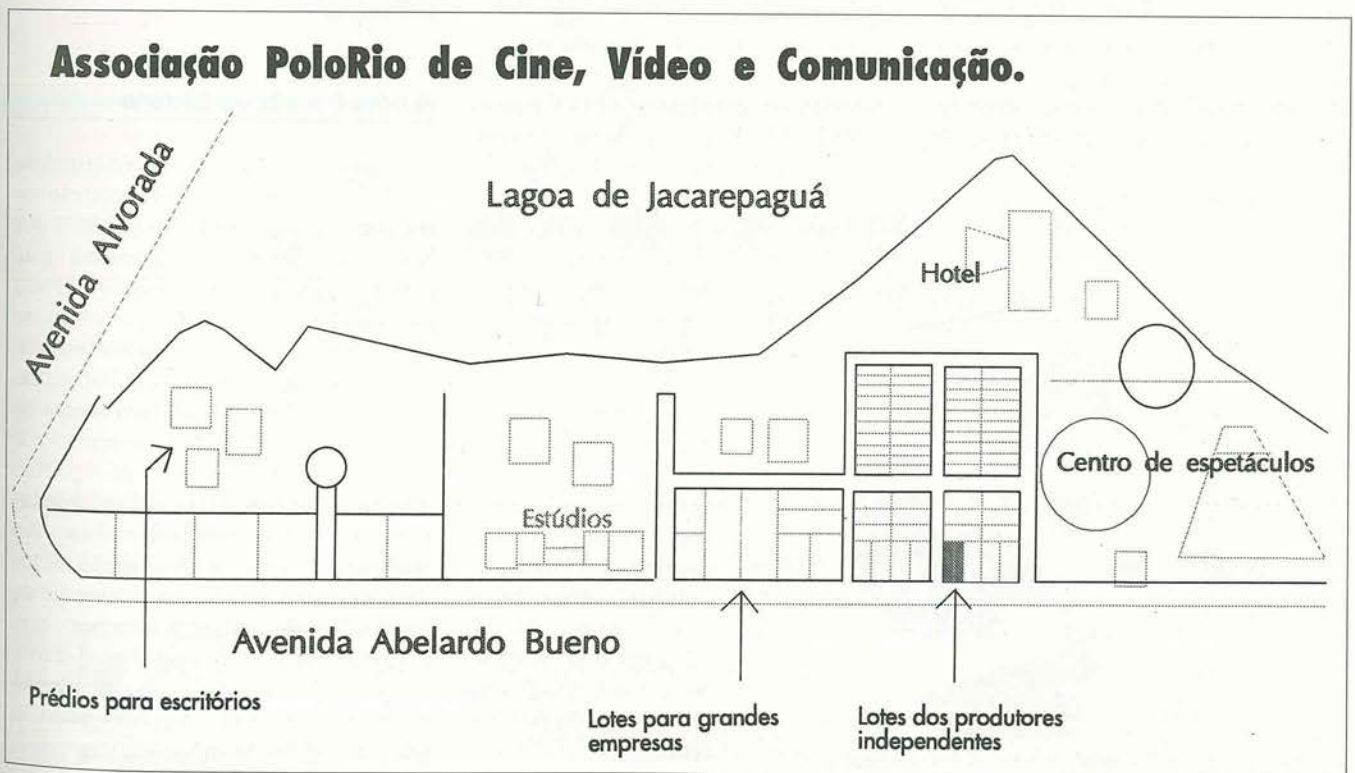 Associação PoloRio de Cine, Vídeo e Comunicação.
Avenida Alvorada
Lagoa de Jacarepaguá
Hotel
Centro de espetáculos
Estúdios
Avenida Abelardo Bueno
Prédios para escritórios
Lotes para grandes
empresas
Lotes dos produtores
independentes